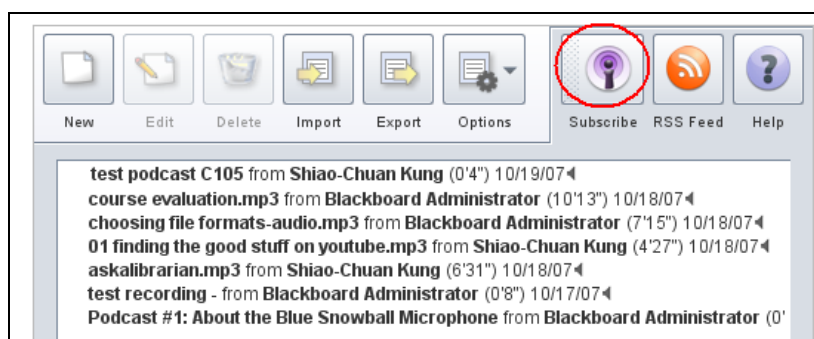 New Edit Delete Import Export Options Subscribe RSS Feed Help
test podcast C105 from Shiao-Chuan Kung (0'4") 10/19/07
course evaluation.mp3 from Blackboard Administrator (10'13") 10/18/07
choosing file formats-audio.mp3 from Blackboard Administrator (7'15") 10/18/07
01 finding the good stuff on youtube.mp3 from Shiao-Chuan Kung (4'27") 10/18/07
askalibrarian.mp3 from Shiao-Chuan Kung (6'31") 10/18/07
test recording - from Blackboard Administrator (0'8") 10/17/07
Podcast #1: About the Blue Snowball Microphone from Blackboard Administrator (0'